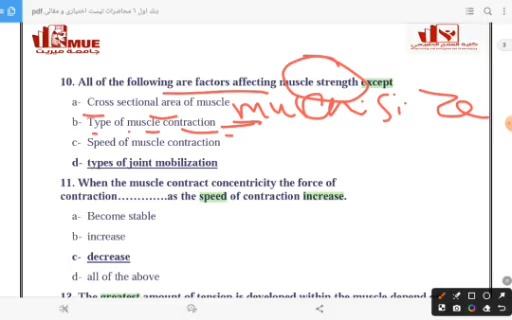 بنك اول ١ محاضرات تيست اختياري و مقالي.pdf
MUE
جامعة ميريت
10. All of the following are factors affecting muscle strength except
a- Cross sectional area of muscle
b- Type of muscle contraction
c- Speed of muscle contraction
d- types of joint mobilization
11. When the muscle contract concentricity the force of
contraction………….as the speed of contraction increase.
a- Become stable
b- increase
c- decrease
d- all of the above
12. The greatest amount of tension is developed within the muscle depend